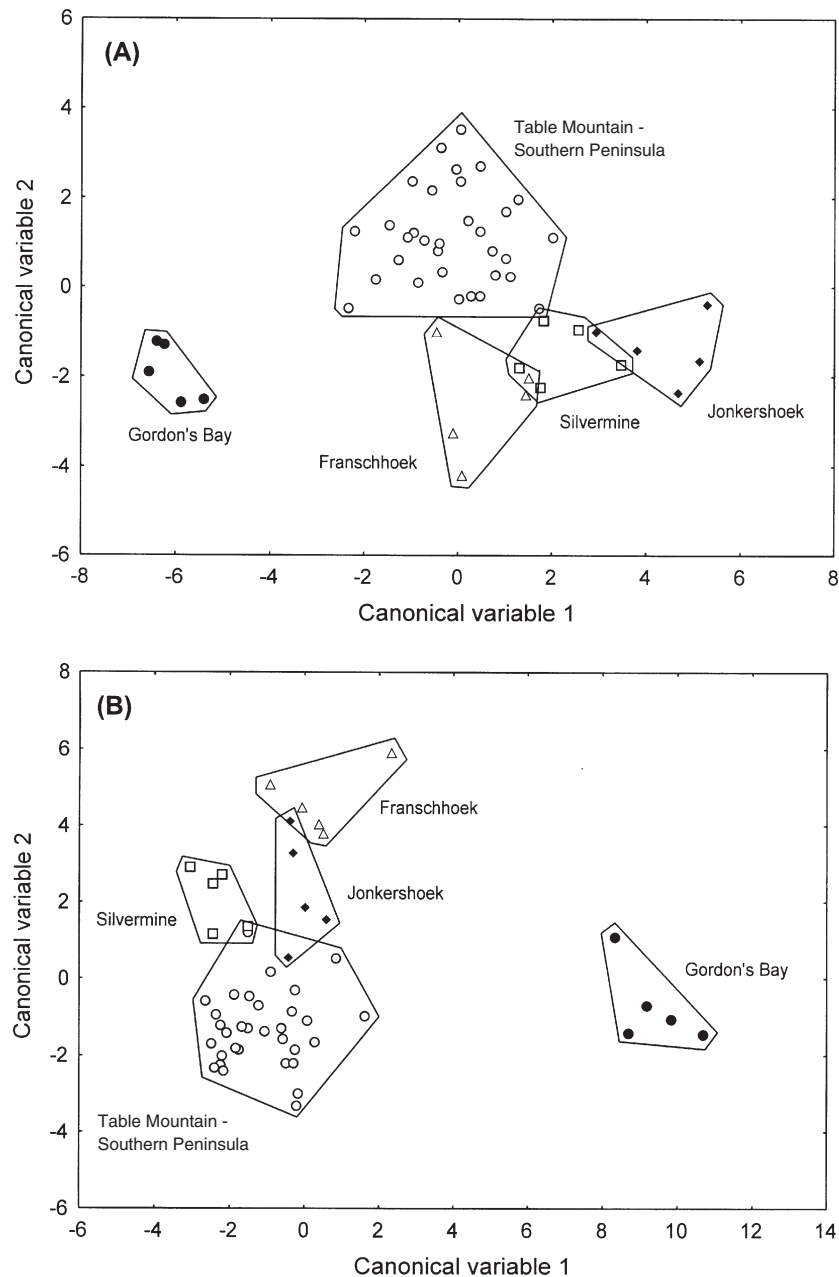 (A)
6
4
2
0
-2
-4
-6
Canonical variable 2
Table Mountain -
Southern Peninsula
Gordon's Bay
Franschhoek
Silvermine
Jonkershoek
-8 -6 -4 -2 0 2 4 6 8
Canonical variable 1
(B)
8
6
4
2
0
-2
-4
-6
Canonical variable 2
Franschhoek
Jonkershoek
Silvermine
Gordon's Bay
Table Mountain -
Southern Peninsula
-6 -4 -2 0 2 4 6 8 10 12 14
Canonical variable 1